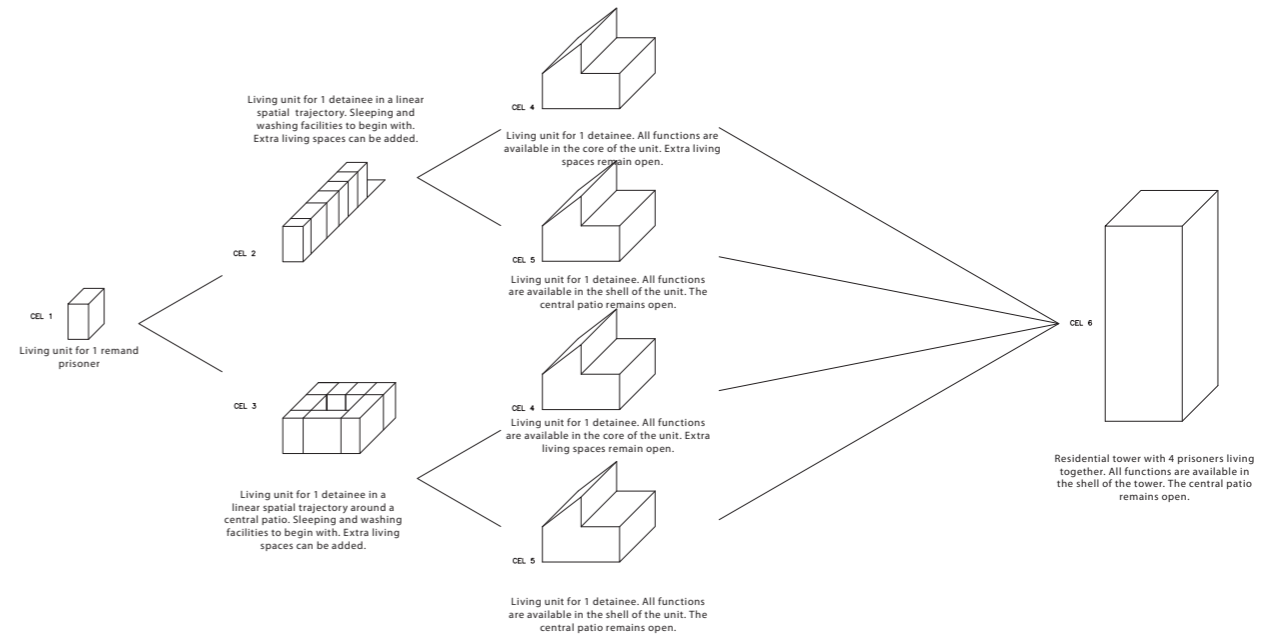 CEL 1
Living unit for 1 remand
prisoner
Living unit for 1 detainee in a linear
spatial trajectory. Sleeping and
washing facilities to begin with.
Extra living spaces can be added.
CEL 2
CEL 3
Living unit for 1 detainee in a
linear spatial trajectory around a
central patio. Sleeping and washing
facilities to begin with. Extra living
spaces can be added.
CEL 4
Living unit for 1 detainee. All functions are
available in the core of the unit. Extra living
spaces remain open.
CEL 5
Living unit for 1 detainee. All functions
are available in the shell of the unit. The
central patio remains open.
CEL 4
Living unit for 1 detainee. All functions
are available in the core of the unit. Extra
living spaces remain open.
CEL 5
Living unit for 1 detainee. All functions
are available in the shell of the unit. The
central patio remains open.
CEL 6
Residential tower with 4 prisoners living
together. All functions are available in
the shell of the tower. The central patio
remains open.